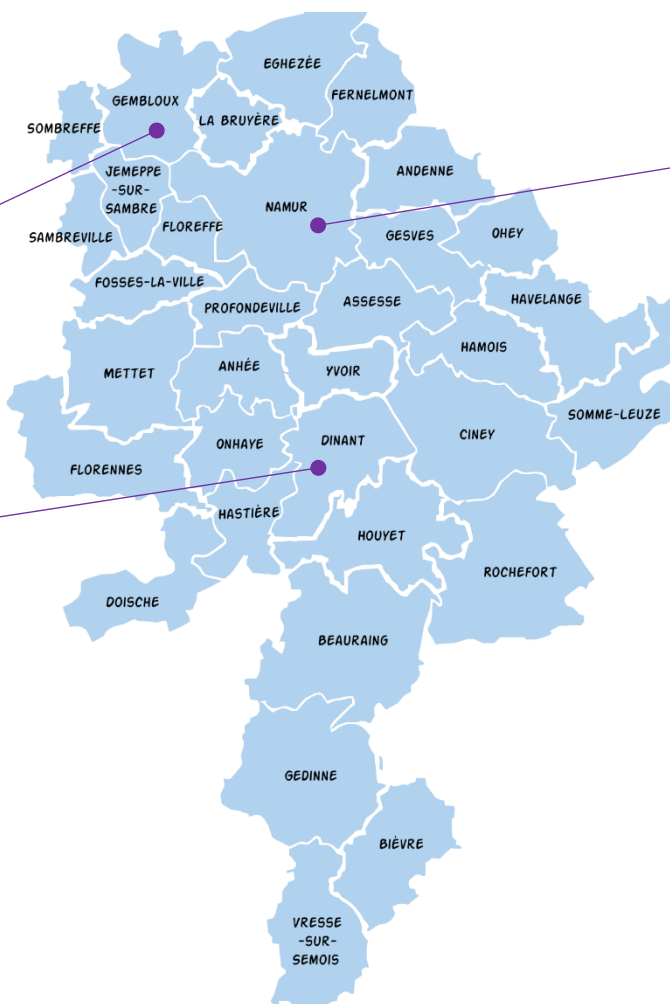 EGHEZÉE
FERNELMONT
GEMBLOUX
LA BRUYÈRE
SOMBREFFE
ANDENNE
JEMEPPE
-SUR-
SAMBRE
NAMUR
FLOREFFE
SAMBREVILLE
GESVES
OHEY
FOSSES-LA-VILLE
PROFONDEVILLE
ASSESSE
HAVELANGE
HAMOIS
METTET
ANHÉE
YVOIR
SOMME-LEUZE
CINEY
ONHAYE
DINANT
FLORENNES
HASTIÈRE
HOUYET
ROCHEFORT
DOISCHE
BEAURAING
GEDINNE
BIÈVRE
VRESSE
-SUR-
SEMOIS